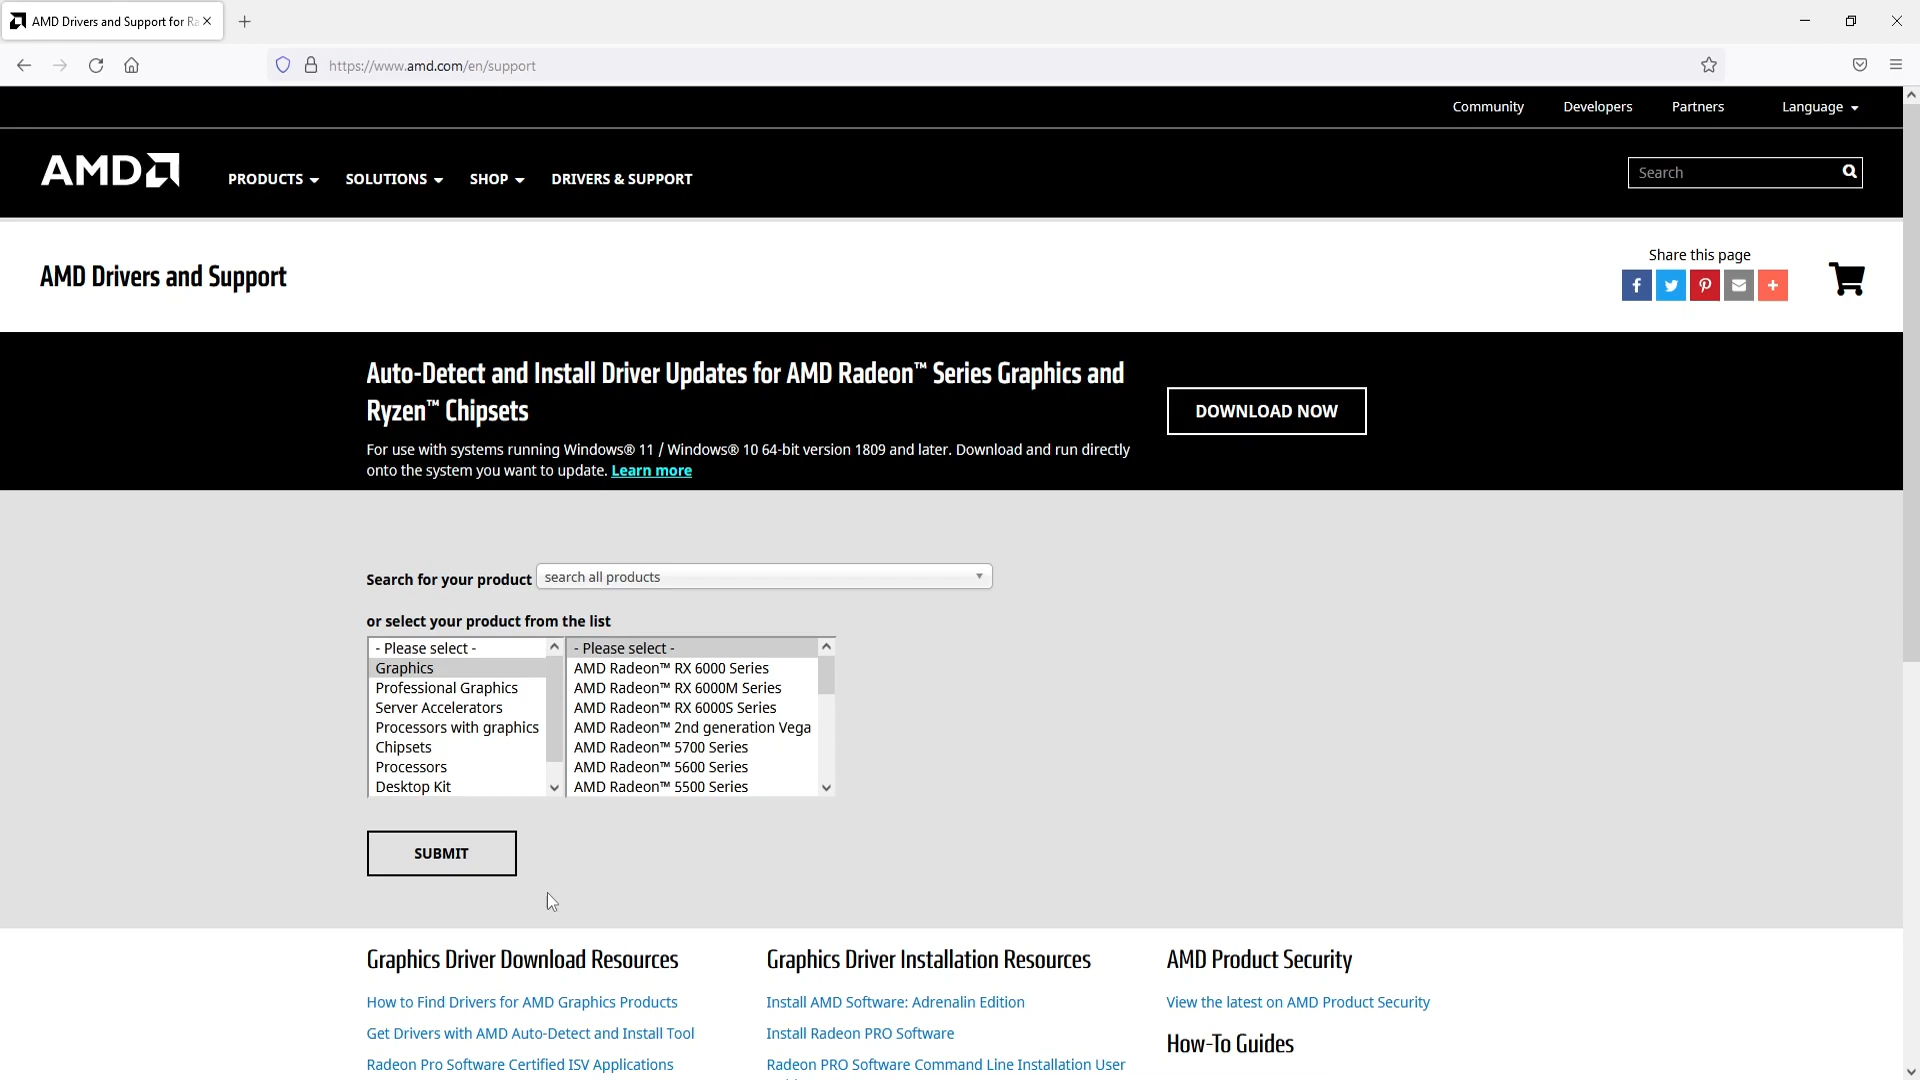 AMD Drivers and Support for Ra
https://www.amd.com/en/support
Community Developers Partners Language
AMD PRODUCTS SOLUTIONS SHOP DRIVERS & SUPPORT Search
AMD Drivers and Support
Share this page
Auto-Detect and Install Driver Updates for AMD Radeon™ Series Graphics and
Ryzen™ Chipsets
DOWNLOAD NOW
For use with systems running Windows® 11 / Windows® 10 64-bit version 1809 and later. Download and run directly
onto the system you want to update. Learn more
Search for your product search all products
or select your product from the list
- Please select -
Graphics
Professional Graphics
Server Accelerators
Processors with graphics
Chipsets
Processors
Desktop Kit
- Please select -
AMD Radeon™ RX 6000 Series
AMD Radeon™ RX 6000M Series
AMD Radeon™ RX 6000S Series
AMD Radeon™ 2nd generation Vega
AMD Radeon™ 5700 Series
AMD Radeon™ 5600 Series
AMD Radeon™ 5500 Series
SUBMIT
Graphics Driver Download Resources
How to Find Drivers for AMD Graphics Products
Get Drivers with AMD Auto-Detect and Install Tool
Radeon Pro Software Certified ISV Applications
Graphics Driver Installation Resources
Install AMD Software: Adrenalin Edition
Install Radeon PRO Software
Radeon PRO Software Command Line Installation User
AMD Product Security
View the latest on AMD Product Security
How-To Guides